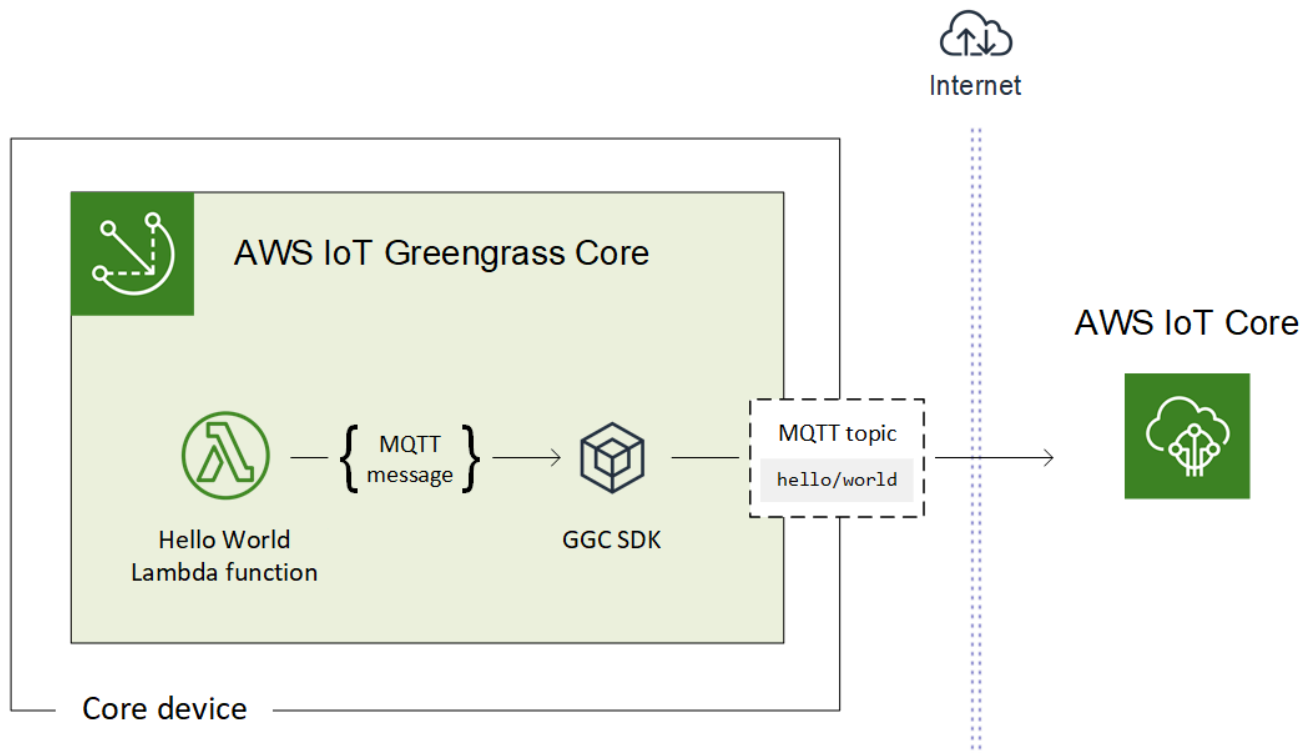 Internet
AWS IoT Greengrass Core
AWS IoT Core
{ MQTT
message }
MQTT topic
hello/world
Hello World
Lambda function
GGC SDK
Core device